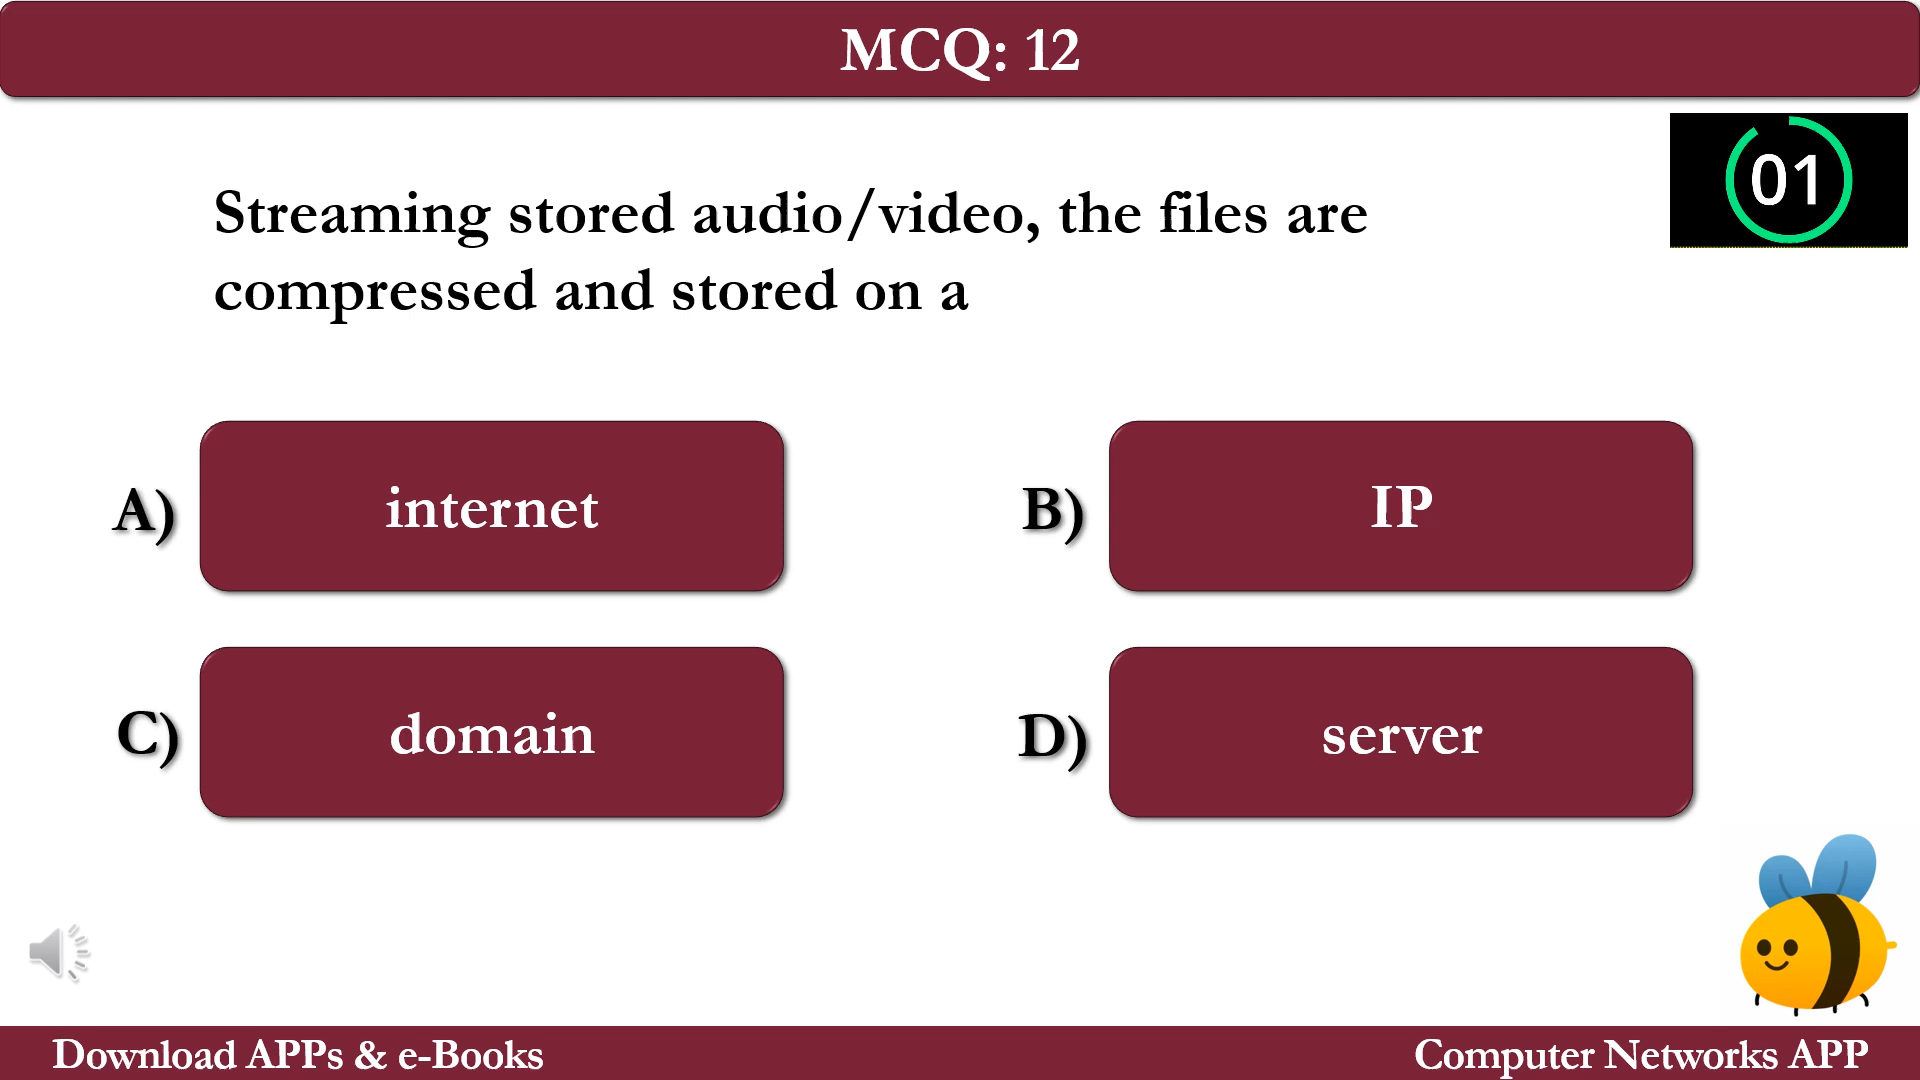 MCQ: 12
01
Streaming stored audio/video, the files are
compressed and stored on a
A) internet
B) IP
C) domain
D) server
Download APPs & e-Books
Computer Networks APP